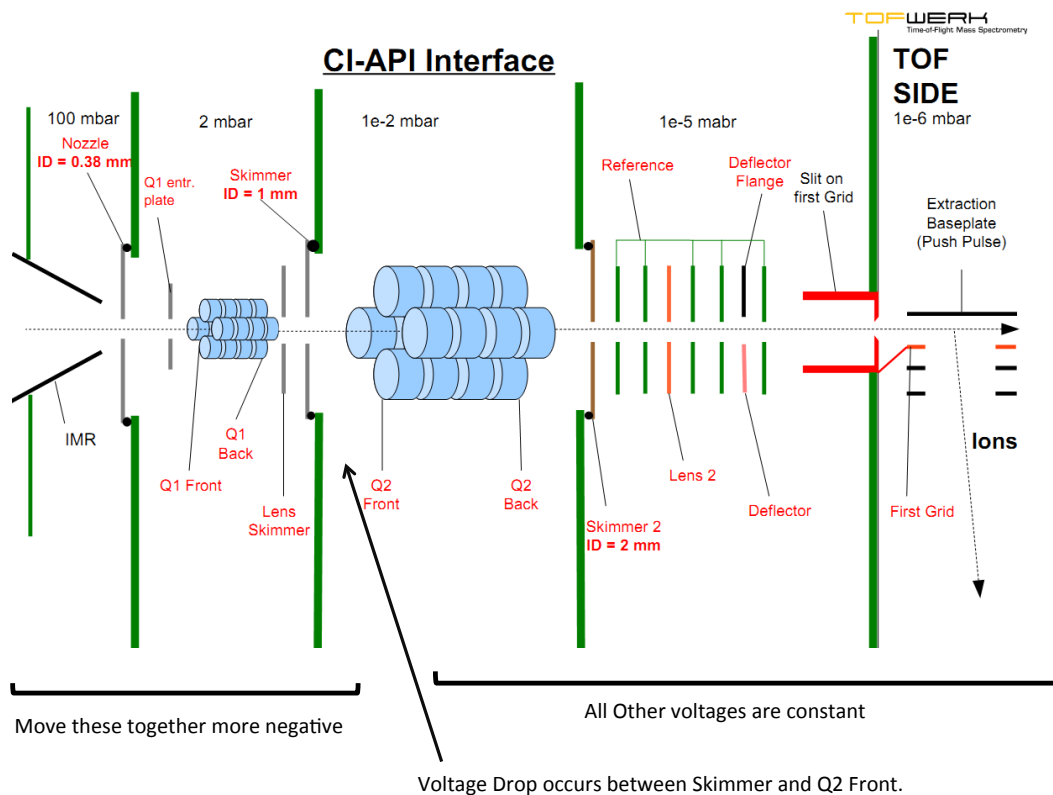 TOFWERK
Time-of-Flight Mass Spectrometry
CI-API Interface
TOF
SIDE
1e-6 mbar
100 mbar
2 mbar
1e-2 mbar
1e-5 mabr
Nozzle
ID = 0.38 mm
Q1 entr.
plate
Skimmer
ID = 1 mm
Reference
Deflector
Flange
Slit on
first Grid
Extraction
Baseplate
(Push Pulse)
IMR
Q1 Front
Q1
Back
Lens
Skimmer
Q2
Front
Q2
Back
Skimmer 2
ID = 2 mm
Lens 2
Deflector
First Grid
Ions
Move these together more negative
All Other voltages are constant
Voltage Drop occurs between Skimmer and Q2 Front.